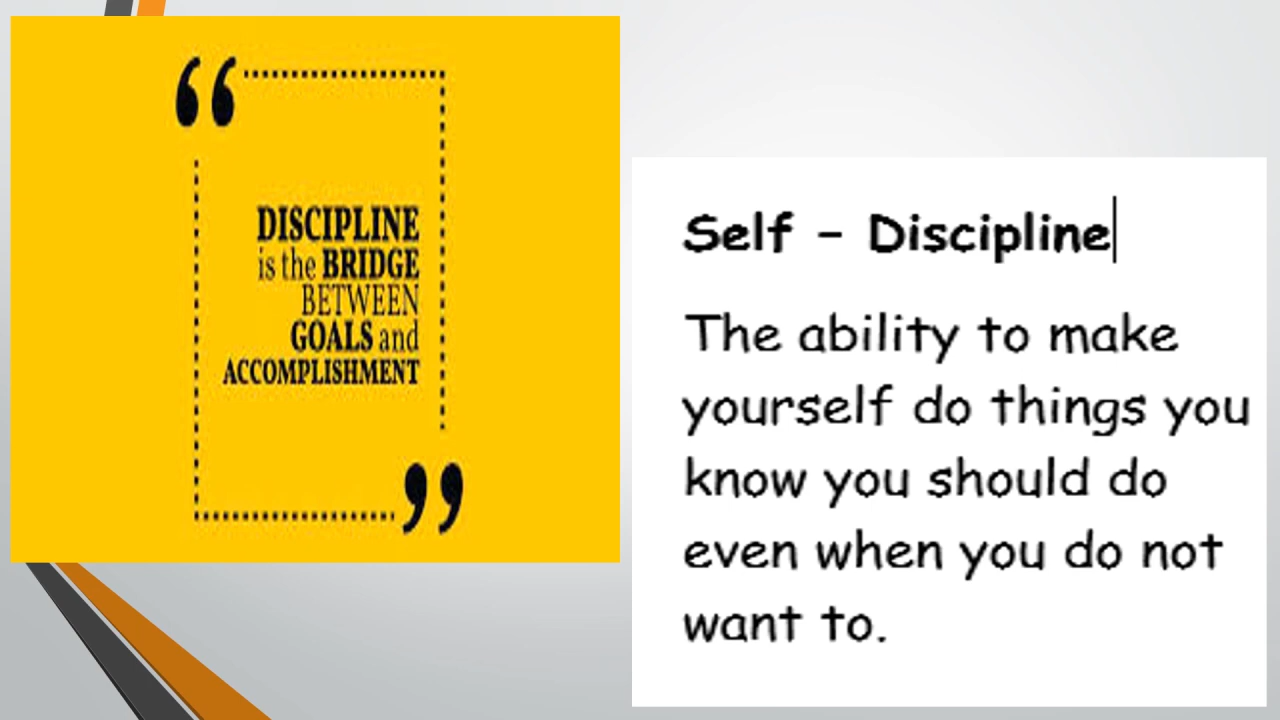 “
DISCIPLINE
is the BRIDGE
BETWEEN
GOALS and
ACCOMPLISHMENT
”
Self – Discipline
The ability to make
yourself do things you
know you should do
even when you do not
want to.